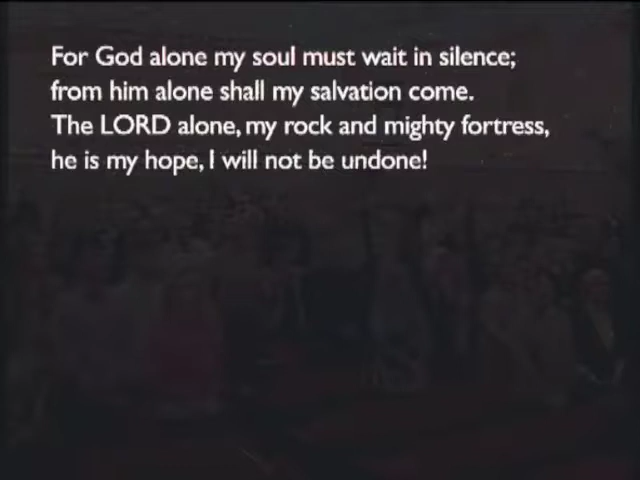 For God alone my soul must wait in silence;
from him alone shall my salvation come.
The LORD alone, my rock and mighty fortress,
he is my hope, I will not be undone!